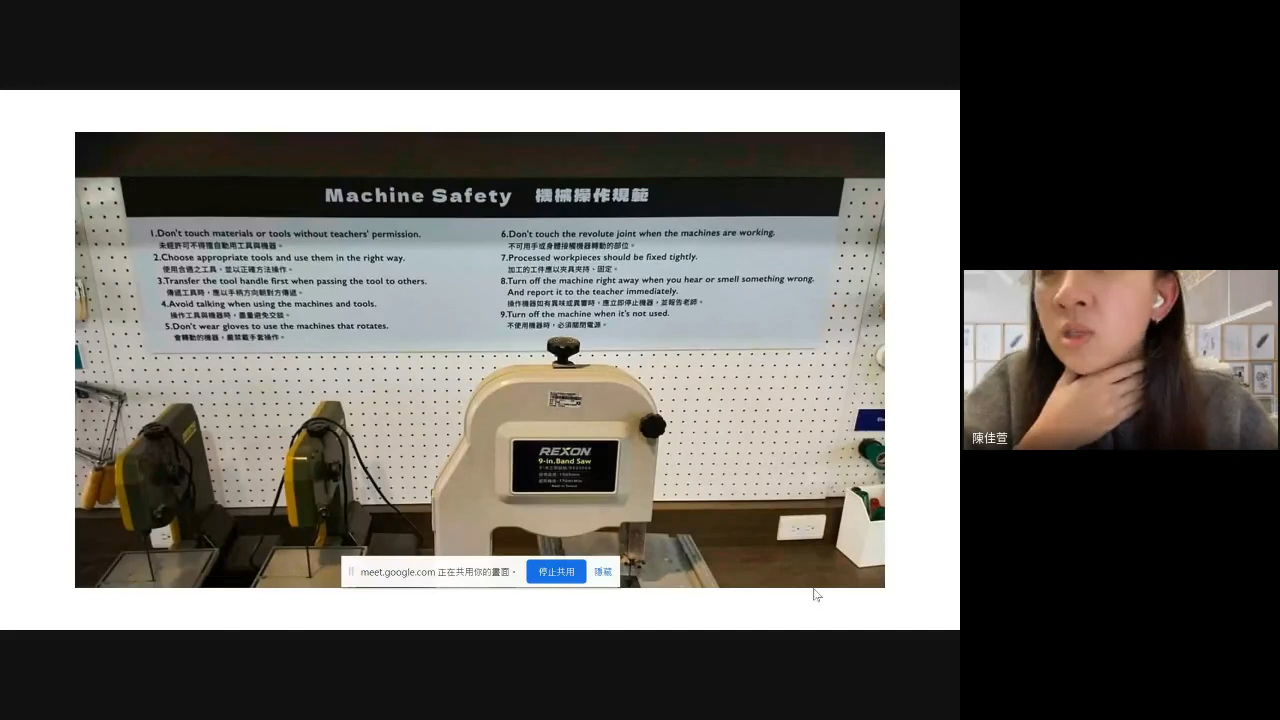 Machine Safety 機械操作規範
1.Don't touch materials or tools without teachers' permission.
未經許可不得擅自動用工具與機器。
2.Choose appropriate tools and use them in the right way.
使用合適之工具，並以正確方法操作。
3.Transfer the tool handle first when passing the tool to others.
傳遞工具時，應以手柄方向朝對方傳遞。
4.Avoid talking when using the machines and tools.
操作工具與機器時，盡量避免交談。
5.Don't wear gloves to use the machines that rotates.
會轉動的機器，嚴禁戴手套操作。
6.Don't touch the revolute joint when the machines are working.
不可用手或身體接觸機器轉動的部位。
7.Processed workpieces should be fixed tightly.
加工的工件應以夾具夾持、固定。
8.Turn off the machine right away when you hear or smell something wrong.
And report it to the teacher immediately.
操作機器如有異味或異響時，應立即停止機器，並報告老師。
9.Turn off the machine when it's not used.
不使用機器時，必須關閉電源。
REXON
9-in.Band Saw
Made in Taiwan
meet.google.com 正在共用你的畫面。
停止共用
隱藏
陳佳萱